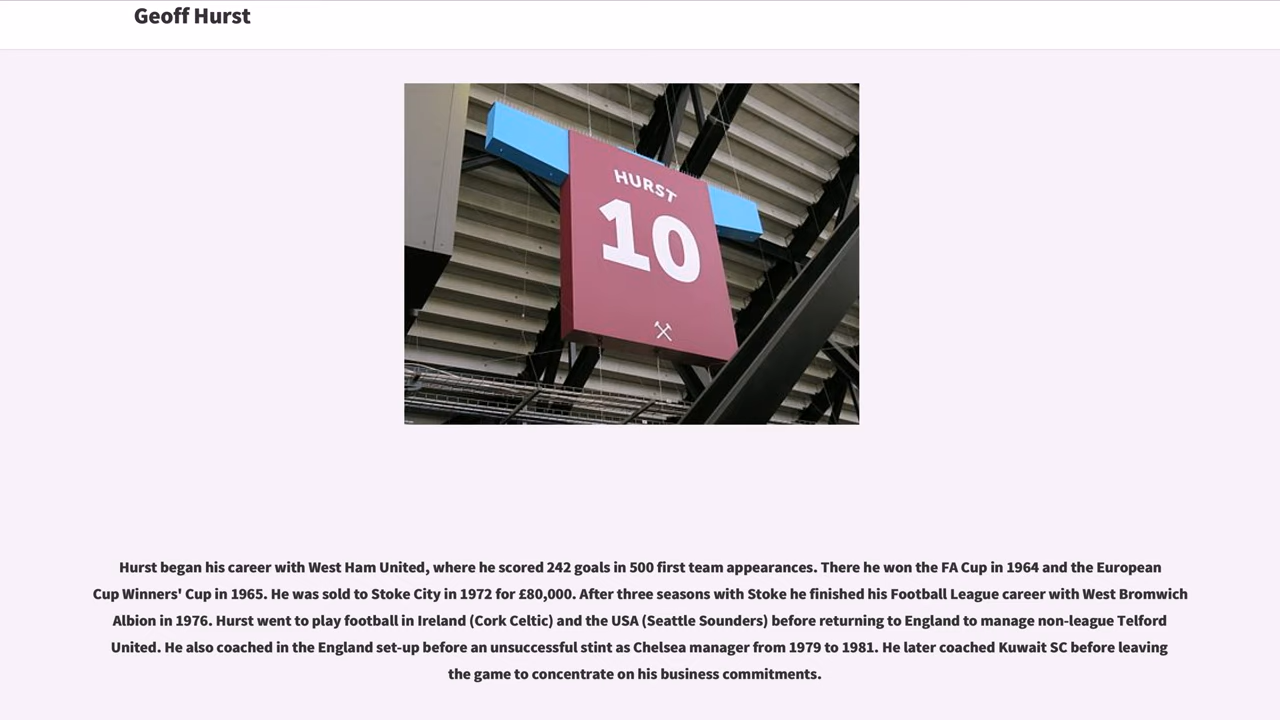 Geoff Hurst
HURST
10
Hurst began his career with West Ham United, where he scored 242 goals in 500 first team appearances. There he won the FA Cup in 1964 and the European
Cup Winners' Cup in 1965. He was sold to Stoke City in 1972 for £80,000. After three seasons with Stoke he finished his Football League career with West Bromwich
Albion in 1976. Hurst went to play football in Ireland (Cork Celtic) and the USA (Seattle Sounders) before returning to England to manage non-league Telford
United. He also coached in the England set-up before an unsuccessful stint as Chelsea manager from 1979 to 1981. He later coached Kuwait SC before leaving
the game to concentrate on his business commitments.